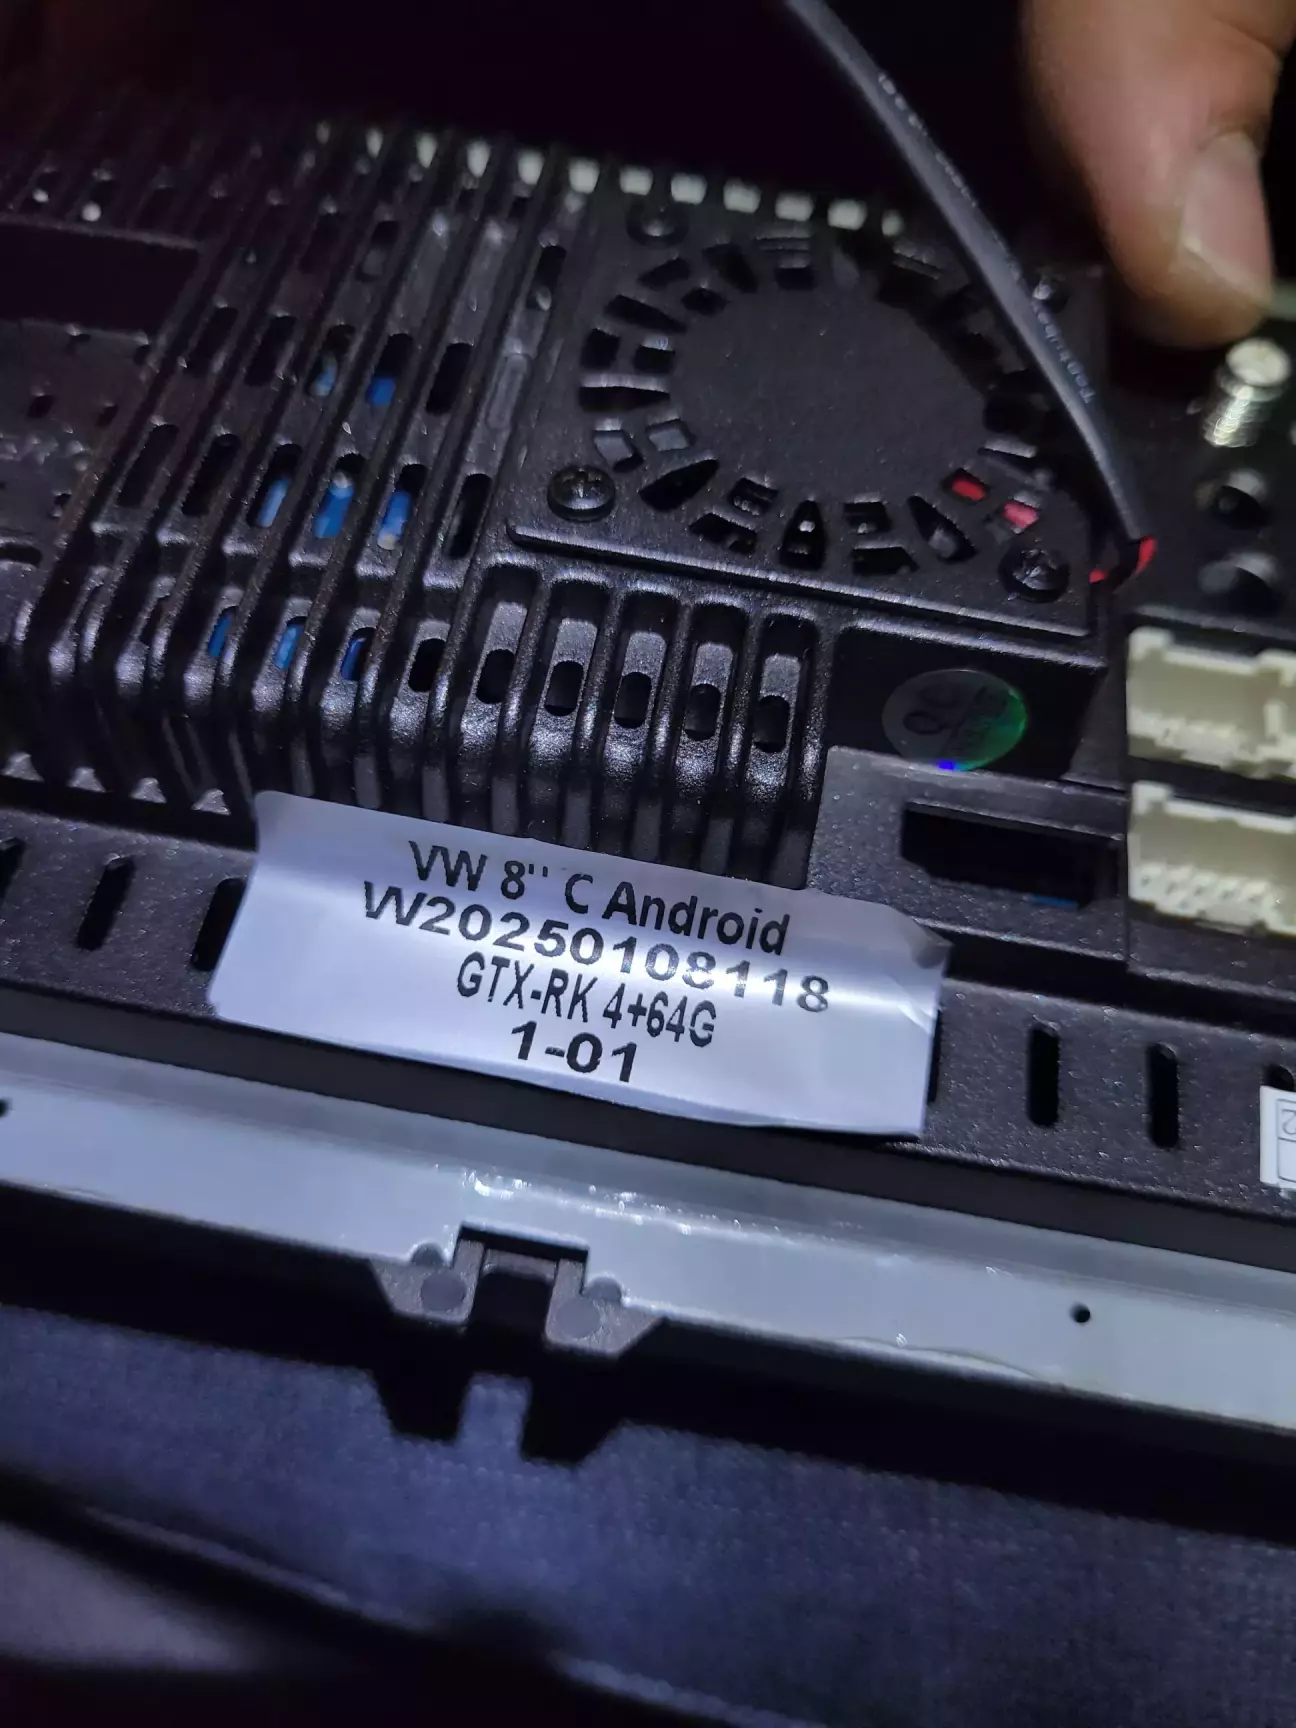 VW 8" C Android
W20250108118
GTX-RK 4+64G
1-01